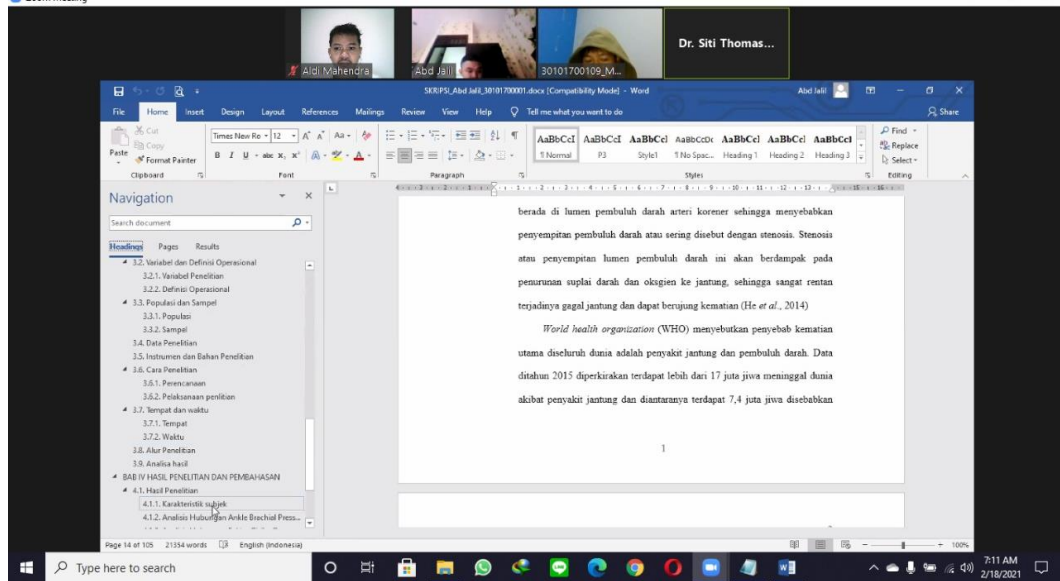 Zoom Meeting
Aldi Mahendra
Abd Jalil
30101700109_M...
Dr. Siti Thomas...
SKRIPSI_Abd Jalil_30101700001.docx [Compatibility Mode] - Word
Abd Jalil
File Home Insert Design Layout References Mailings Review View Help Tell me what you want to do
Share
Cut
Copy
Paste
Format Painter
Clipboard
Times New Ro
12
Font
Paragraph
AaBbCcI AaBbCcI AaBbCc AaBbCcDc AaBbCcI AaBbCcI AaBbCcI
¶ Normal P3 Style1 ¶ No Spac... Heading 1 Heading 2 Heading 3
Styles
Find
Replace
Select
Editing
Navigation
Search document
Headings Pages Results
3.2. Variabel dan Definisi Operasional
3.2.1. Variabel Penelitian
3.2.2. Definisi Operasional
3.3. Populasi dan Sampel
3.3.1. Populasi
3.3.2. Sampel
3.4. Data Penelitian
3.5. Instrumen dan Bahan Penelitian
3.6. Cara Penelitian
3.6.1. Perencanaan
3.6.2. Pelaksanaan penlitian
3.7. Tempat dan waktu
3.7.1. Tempat
3.7.2. Waktu
3.8. Alur Penelitian
3.9. Analisa hasil
BAB IV HASIL PENELITIAN DAN PEMBAHASAN
4.1. Hasil Penelitian
4.1.1. Karakteristik subjek
4.1.2. Analisis Hubungan Ankle Brachial Press...
berada di lumen pembuluh darah arteri korener sehingga menyebabkan
penyempitan pembuluh darah atau sering disebut dengan stenosis. Stenosis
atau penyempitan lumen pembuluh darah ini akan berdampak pada
penurunan suplai darah dan oksgien ke jantung, sehingga sangat rentan
terjadinya gagal jantung dan dapat berujung kematian (He et al., 2014)
World health organization (WHO) menyebutkan penyebab kematian
utama diseluruh dunia adalah penyakit jantung dan pembuluh darah. Data
ditahun 2015 diperkirakan terdapat lebih dari 17 juta jiwa meninggal dunia
akibat penyakit jantung dan diantaranya terdapat 7,4 juta jiwa disebabkan
1
Page 14 of 105 21354 words English (Indonesia)
100%
Type here to search
7:11 AM
2/18/2021